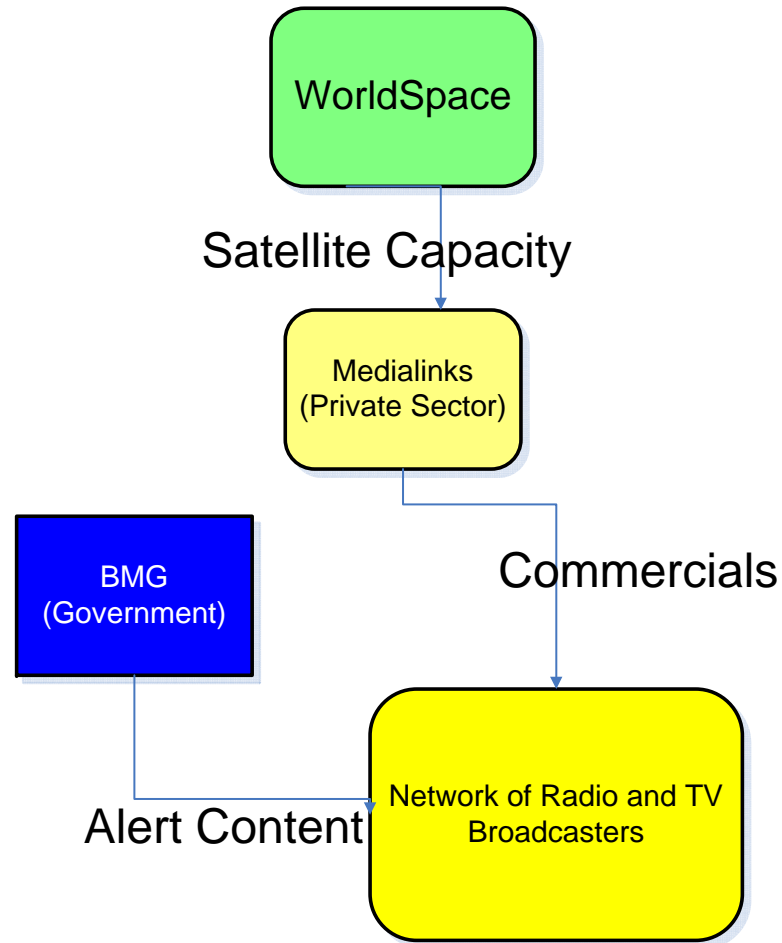 WorldSpace
Satellite Capacity
Medialinks
(Private Sector)
BMG
(Government)
Commercials
Alert Content
Network of Radio and TV
Broadcasters